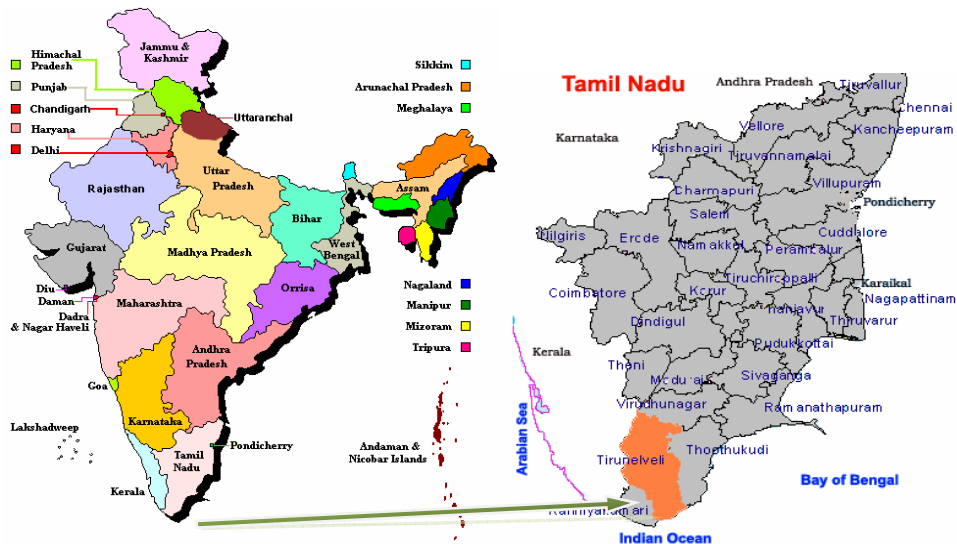 Jammu &
Kashmir
Himachal
Pradesh
Punjab
Chandigarh
Haryana
Delhi
Uttaranchal
Sikkim
Arunachal Pradesh
Meghalaya
Rajasthan
Uttar
Pradesh
Assam
Bihar
West
Bengal
Gujarat
Madhya Pradesh
Orrisa
Diu
Daman
Dadra
& Nagar Haveli
Maharashtra
Andhra
Pradesh
Nagaland
Manipur
Mizoram
Tripura
Goa
Karnataka
Lakshadweep
Tamil
Nadu
Pondicherry
Kerala
Andaman &
Nicobar Islands
Tamil Nadu
Andhra Pradesh
Tiruvallur
Chennai
Kancheepuram
Vellore
Karnataka
Krishnagiri
Tiruvannamalai
Villupuram
Charmapuri
Pondicherry
Salem
Cuddalore
Nilgiris
Erode
Namakkal
Perambalur
Tiruchirappalli
Karaikal
Coimbatore
Karur
Nagapattinam
Thanjavur
Thiruvarur
Dindigul
Pudukkottai
Kerala
Theni
Madurai
Sivaganga
Virudhunagar
Ramanathapuram
Arabian Sea
Tirunelveli
Thoothukudi
Bay of Bengal
Kanniyakumari
Indian Ocean